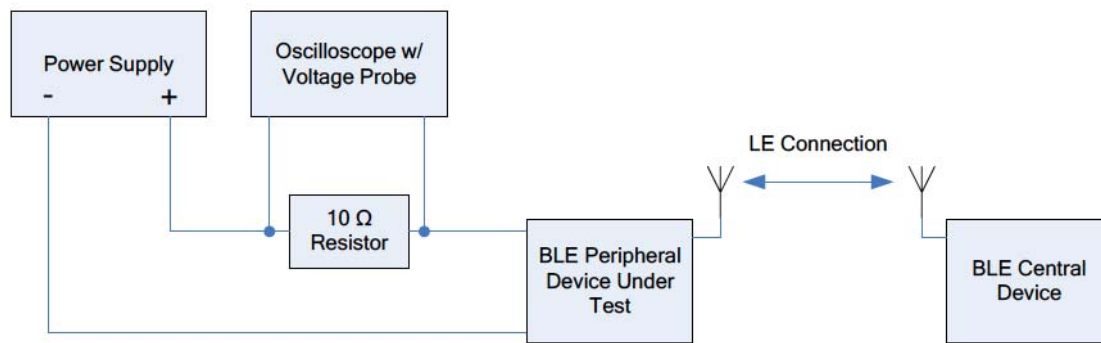 Power Supply
-
+
Oscilloscope w/
Voltage Probe
10 Ω
Resistor
LE Connection
BLE Peripheral
Device Under
Test
BLE Central
Device